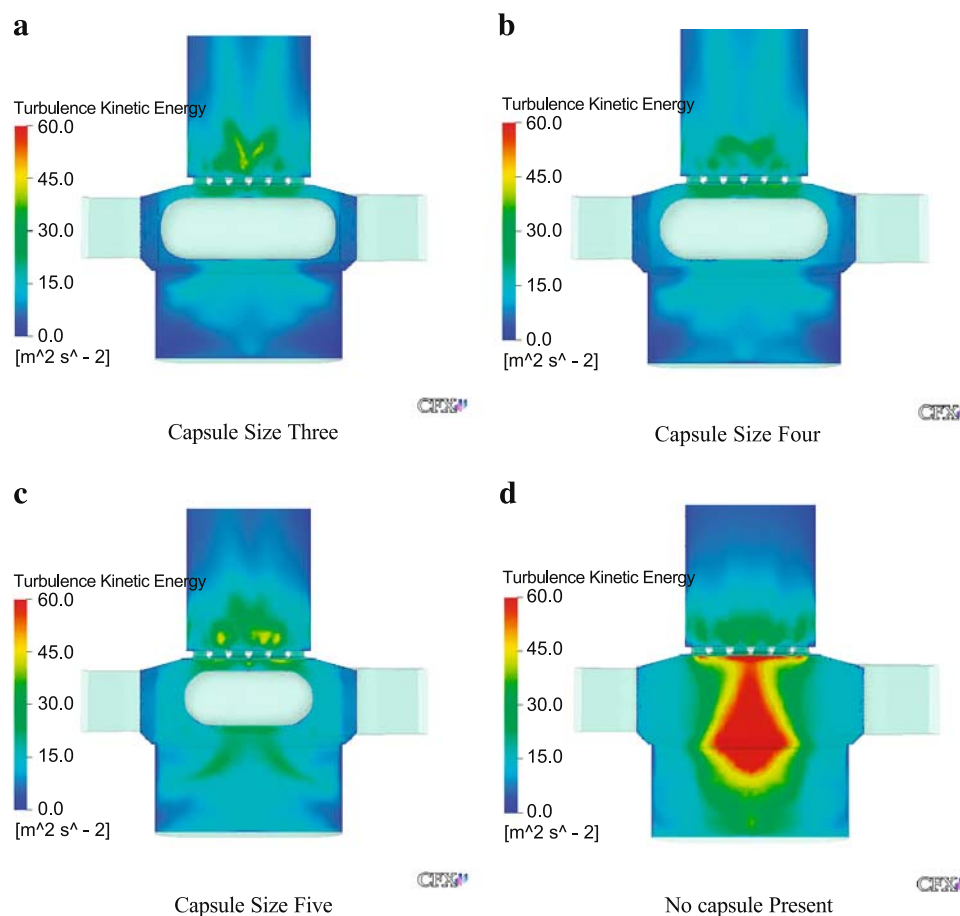 a
Turbulence Kinetic Energy
60.0
45.0
30.0
15.0
0.0
[m^2 s^ - 2]
CFX
Capsule Size Three
b
Turbulence Kinetic Energy
60.0
45.0
30.0
15.0
0.0
[m^2 s^ - 2]
CFX
Capsule Size Four
c
Turbulence Kinetic Energy
60.0
45.0
30.0
15.0
0.0
[m^2 s^ - 2]
CFX
Capsule Size Five
d
Turbulence Kinetic Energy
60.0
45.0
30.0
15.0
0.0
[m^2 s^ - 2]
CFX
No capsule Present